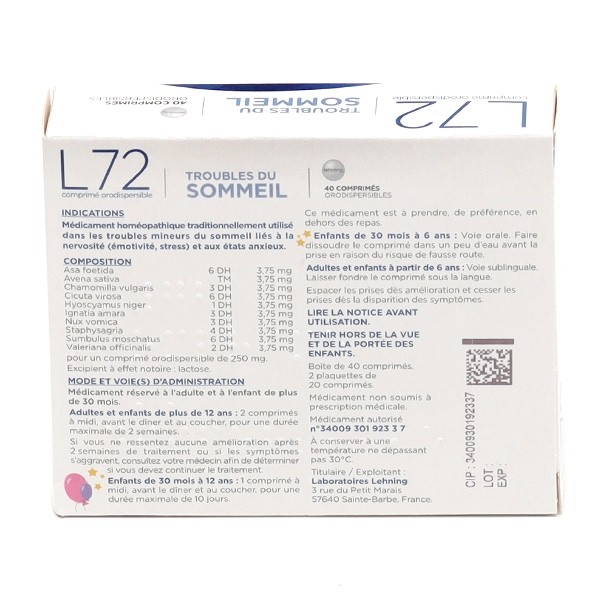 L72
comprimé orodispersible
TROUBLES DU
SOMMEIL
40 COMPRIMÉS
ORODISPERSIBLES
L72
comprimé orodispersible
TROUBLES DU
SOMMEIL
lehning
40 COMPRIMÉS
ORODISPERSIBLES
INDICATIONS
Médicament homéopathique traditionnellement utilisé
dans les troubles mineurs du sommeil liés à la
nervosité (émotivité, stress) et aux états anxieux.
COMPOSITION
Asa foetida 6 DH 3,75 mg
Avena sativa TM 3,75 mg
Chamomilla vulgaris 3 DH 3,75 mg
Cicuta virosa 6 DH 3,75 mg
Hyoscyamus niger 1 DH 3,75 mg
Ignatia amara 3 DH 3,75 mg
Nux vomica 3 DH 3,75 mg
Staphysagria 4 DH 3,75 mg
Sumbulus moschatus 6 DH 3,75 mg
Valeriana officinalis 2 DH 3,75 mg
pour un comprimé orodispersible de 250 mg.
Excipient à effet notoire : lactose.
MODE ET VOIE(S) D'ADMINISTRATION
Médicament réservé à l'adulte et à l'enfant de plus
de 30 mois.
Adultes et enfants de plus de 12 ans : 2 comprimés
à midi, avant le dîner et au coucher, pour une durée
maximale de 2 semaines.
Si vous ne ressentez aucune amélioration après
2 semaines de traitement ou si les symptômes
s'aggravent, consultez votre médecin afin de déterminer
si vous devez continuer le traitement.
Enfants de 30 mois à 12 ans : 1 comprimé à
midi, avant le dîner et au coucher, pour une durée
maximale de 10 jours.
Ce médicament est à prendre, de préférence, en
dehors des repas.
Enfants de 30 mois à 6 ans : Voie orale. Faire
dissoudre le comprimé dans un peu d'eau avant la
prise en raison du risque de fausse route.
Adultes et enfants à partir de 6 ans : Voie sublinguale.
Laissez fondre le comprimé sous la langue.
Espacer les prises dès amélioration et cesser les
prises dès la disparition des symptômes.
LIRE LA NOTICE AVANT
UTILISATION.
TENIR HORS DE LA VUE
ET DE LA PORTÉE DES
ENFANTS.
Boîte de 40 comprimés.
2 plaquettes de
20 comprimés.
Médicament non soumis à
prescription médicale.
Médicament autorisé
n°34009 301 923 3 7
À conserver à une
température ne dépassant
pas 30°C.
Titulaire / Exploitant :
Laboratoires Lehning
3 rue du Petit Marais
57640 Sainte-Barbe, France.
CIP : 3400930192337
LOT :
EXP :